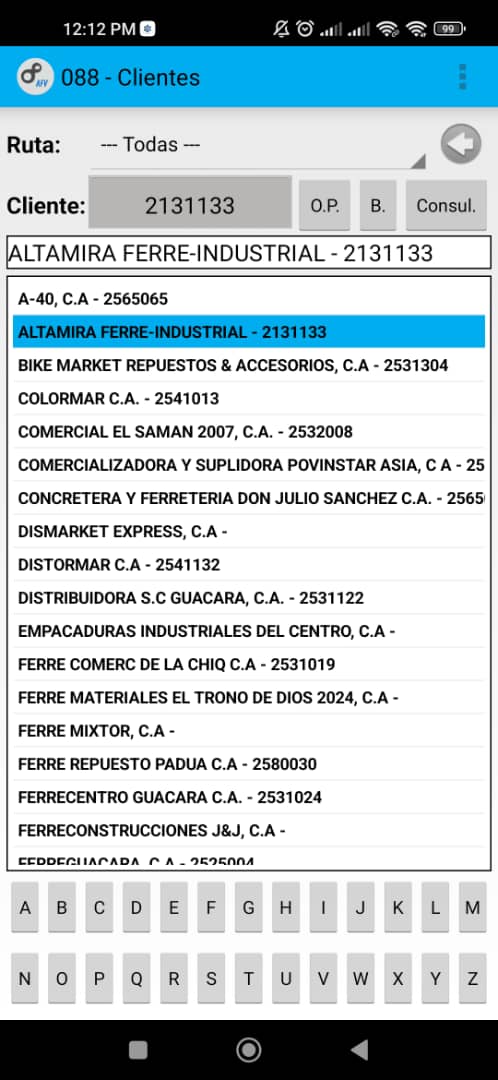 12:12 PM
99
AFV
088 - Clientes
Ruta: --- Todas ---
Cliente: 2131133 O.P. B. Consul.
ALTAMIRA FERRE-INDUSTRIAL - 2131133
A-40, C.A - 2565065
ALTAMIRA FERRE-INDUSTRIAL - 2131133
BIKE MARKET REPUESTOS & ACCESORIOS, C.A - 2531304
COLORMAR C.A. - 2541013
COMERCIAL EL SAMAN 2007, C.A. - 2532008
COMERCIALIZADORA Y SUPLIDORA POVINSTAR ASIA, C A - 25
CONCRETERA Y FERRETERIA DON JULIO SANCHEZ C.A. - 2565
DISMARKET EXPRESS, C.A -
DISTORMAR C.A - 2541132
DISTRIBUIDORA S.C GUACARA, C.A. - 2531122
EMPACADURAS INDUSTRIALES DEL CENTRO, C.A -
FERRE COMERC DE LA CHIQ C.A - 2531019
FERRE MATERIALES EL TRONO DE DIOS 2024, C.A -
FERRE MIXTOR, C.A -
FERRE REPUESTO PADUA C.A - 2580030
FERRECENTRO GUACARA C.A. - 2531024
FERRECONSTRUCCIONES J&J, C.A -
FERREGUACARA, C.A - 2525004
A B C D E F G H I J K L M
N O P Q R S T U V W X Y Z